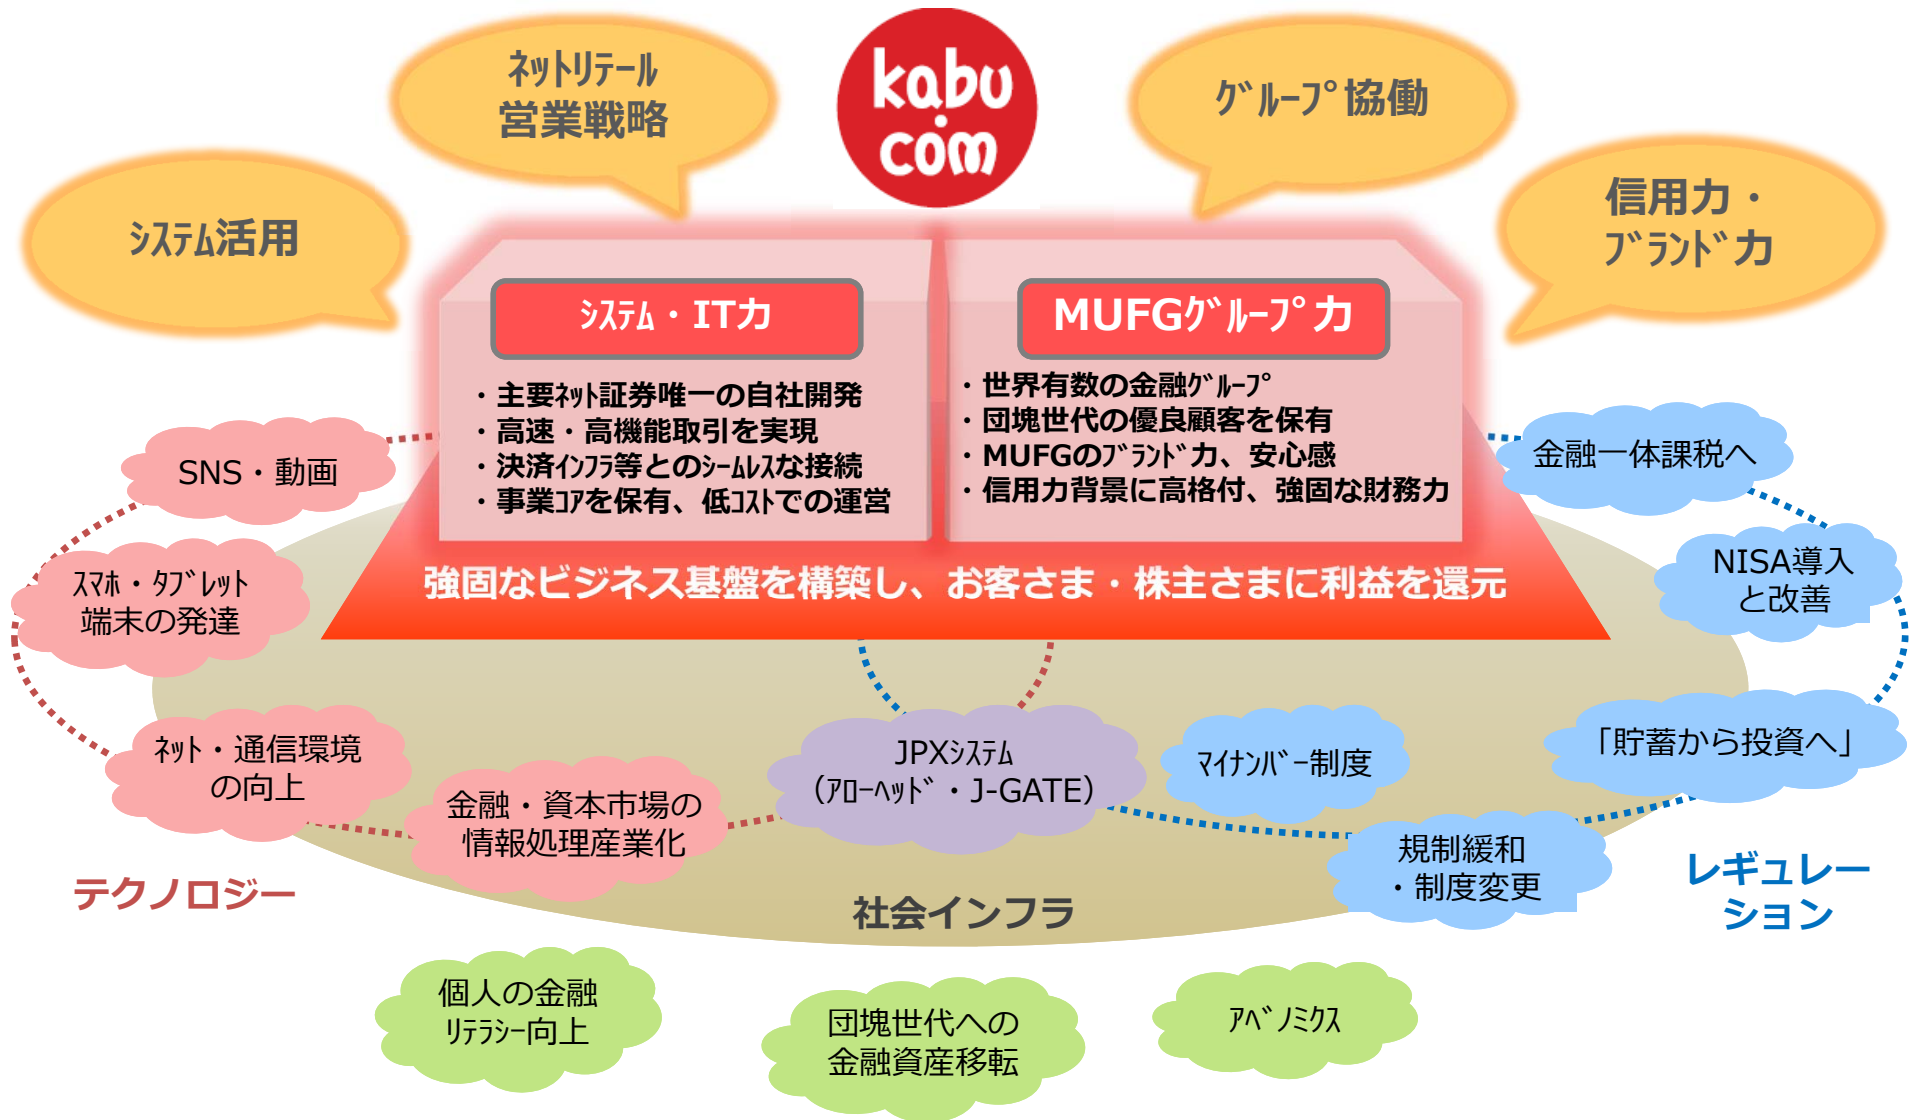 ﾈｯﾄﾘﾃｰﾙ
営業戦略
kabu
.
com
ｸﾞﾙｰﾌﾟ協働
ｼｽﾃﾑ活用
信用力・
ﾌﾞﾗﾝﾄﾞ力
ｼｽﾃﾑ・IT力
・主要ﾈｯﾄ証券唯一の自社開発
・高速・高機能取引を実現
・決済ｲﾝﾌﾗ等とのｼｰﾑﾚｽな接続
・事業ｺｱを保有、低ｺｽﾄでの運営
MUFGｸﾞﾙｰﾌﾟ力
・世界有数の金融ｸﾞﾙｰﾌﾟ
・団塊世代の優良顧客を保有
・MUFGのﾌﾞﾗﾝﾄﾞ力、安心感
・信用力背景に高格付、強固な財務力
強固なビジネス基盤を構築し、お客さま・株主さまに利益を還元
SNS・動画
ｽﾏﾎ・ﾀﾌﾞﾚｯﾄ
端末の発達
ﾈｯﾄ・通信環境
の向上
金融・資本市場の
情報処理産業化
テクノロジー
JPXｼｽﾃﾑ
（ｱﾛｰﾍｯﾄﾞ・J-GATE）
社会インフラ
金融一体課税へ
NISA導入
と改善
「貯蓄から投資へ」
ﾏｲﾅﾝﾊﾞｰ制度
規制緩和
・制度変更
レギュレー
ション
個人の金融
ﾘﾃﾗｼｰ向上
団塊世代への
金融資産移転
ｱﾍﾞﾉﾐｸｽ